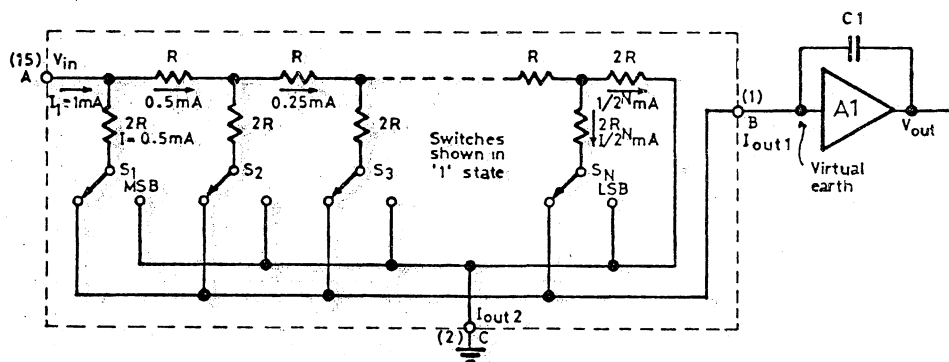 C1
(15)
A
Vin
R
R
R
2R
I1=1mA
0.5mA
0.25mA
1/2^N mA
2R
I=0.5mA
2R
2R
2R
I/2^N mA
Switches
shown in
'1' state
(1)
B
Iout1
A1
Vout
Virtual
earth
S1
MSB
S2
S3
SN
LSB
Iout2
(2)
C